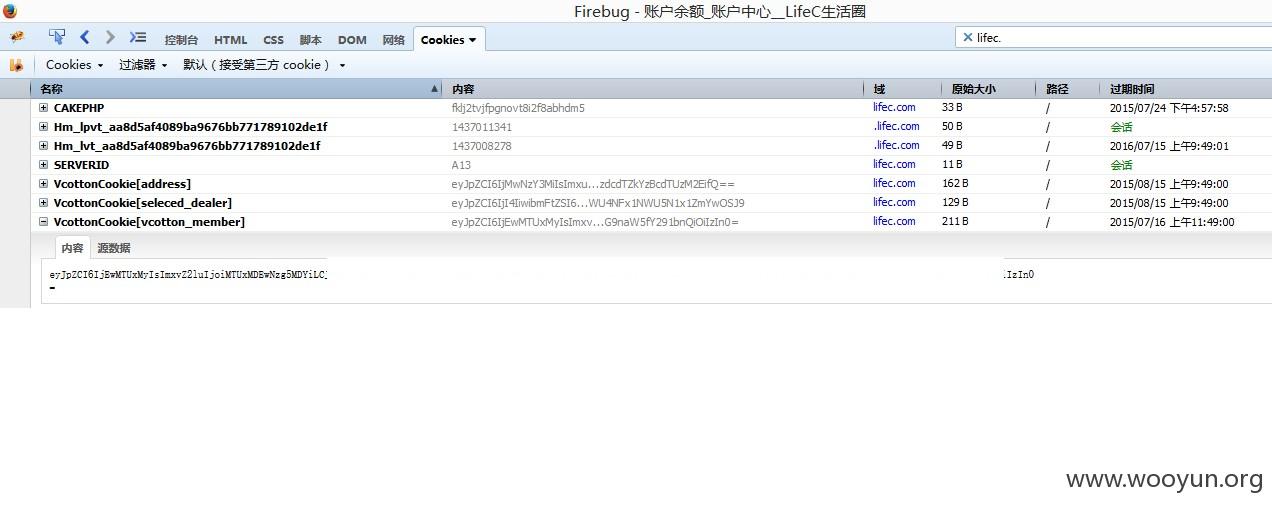 Firebug - 账户余额_账户中心__LifeC生活圈
控制台 HTML CSS 脚本 DOM 网络 Cookies lifec.
Cookies 过滤器 默认（接受第三方 cookie）
名称 内容 域 原始大小 路径 过期时间
CAKEPHP fklj2tvjfpgnovt8i2f8abhdm5 lifec.com 33 B / 2015/07/24 下午4:57:58
Hm_lpvt_aa8d5af4089ba9676bb771789102de1f 1437011341 .lifec.com 50 B / 会话
Hm_lvt_aa8d5af4089ba9676bb771789102de1f 1437008278 .lifec.com 49 B / 2016/07/15 上午9:49:01
SERVERID A13 lifec.com 11 B / 会话
VcottonCookie[address] eyJpZCI6IjMwNzY3MiIsImxu...zdcdTZkYzBcdTUzM2EifQ== lifec.com 162 B / 2015/08/15 上午9:49:00
VcottonCookie[seleced_dealer] eyJpZCI6IjI4IiwibmFtZSI6...WU4NFx1NWU5N1x1ZmYwOSJ9 lifec.com 129 B / 2015/08/15 上午9:49:00
VcottonCookie[vcotton_member] eyJpZCI6IjEwMTUxMyIsImxv...G9naW5fY291bnQiOiIzIn0= lifec.com 211 B / 2015/07/16 上午11:49:00
内容 源数据
eyJpZCI6IjEwMTUxMyIsImxvZ2luIjoiMTUxMDEwNzg5MDYiLC IzIn0
=
www.wooyun.org